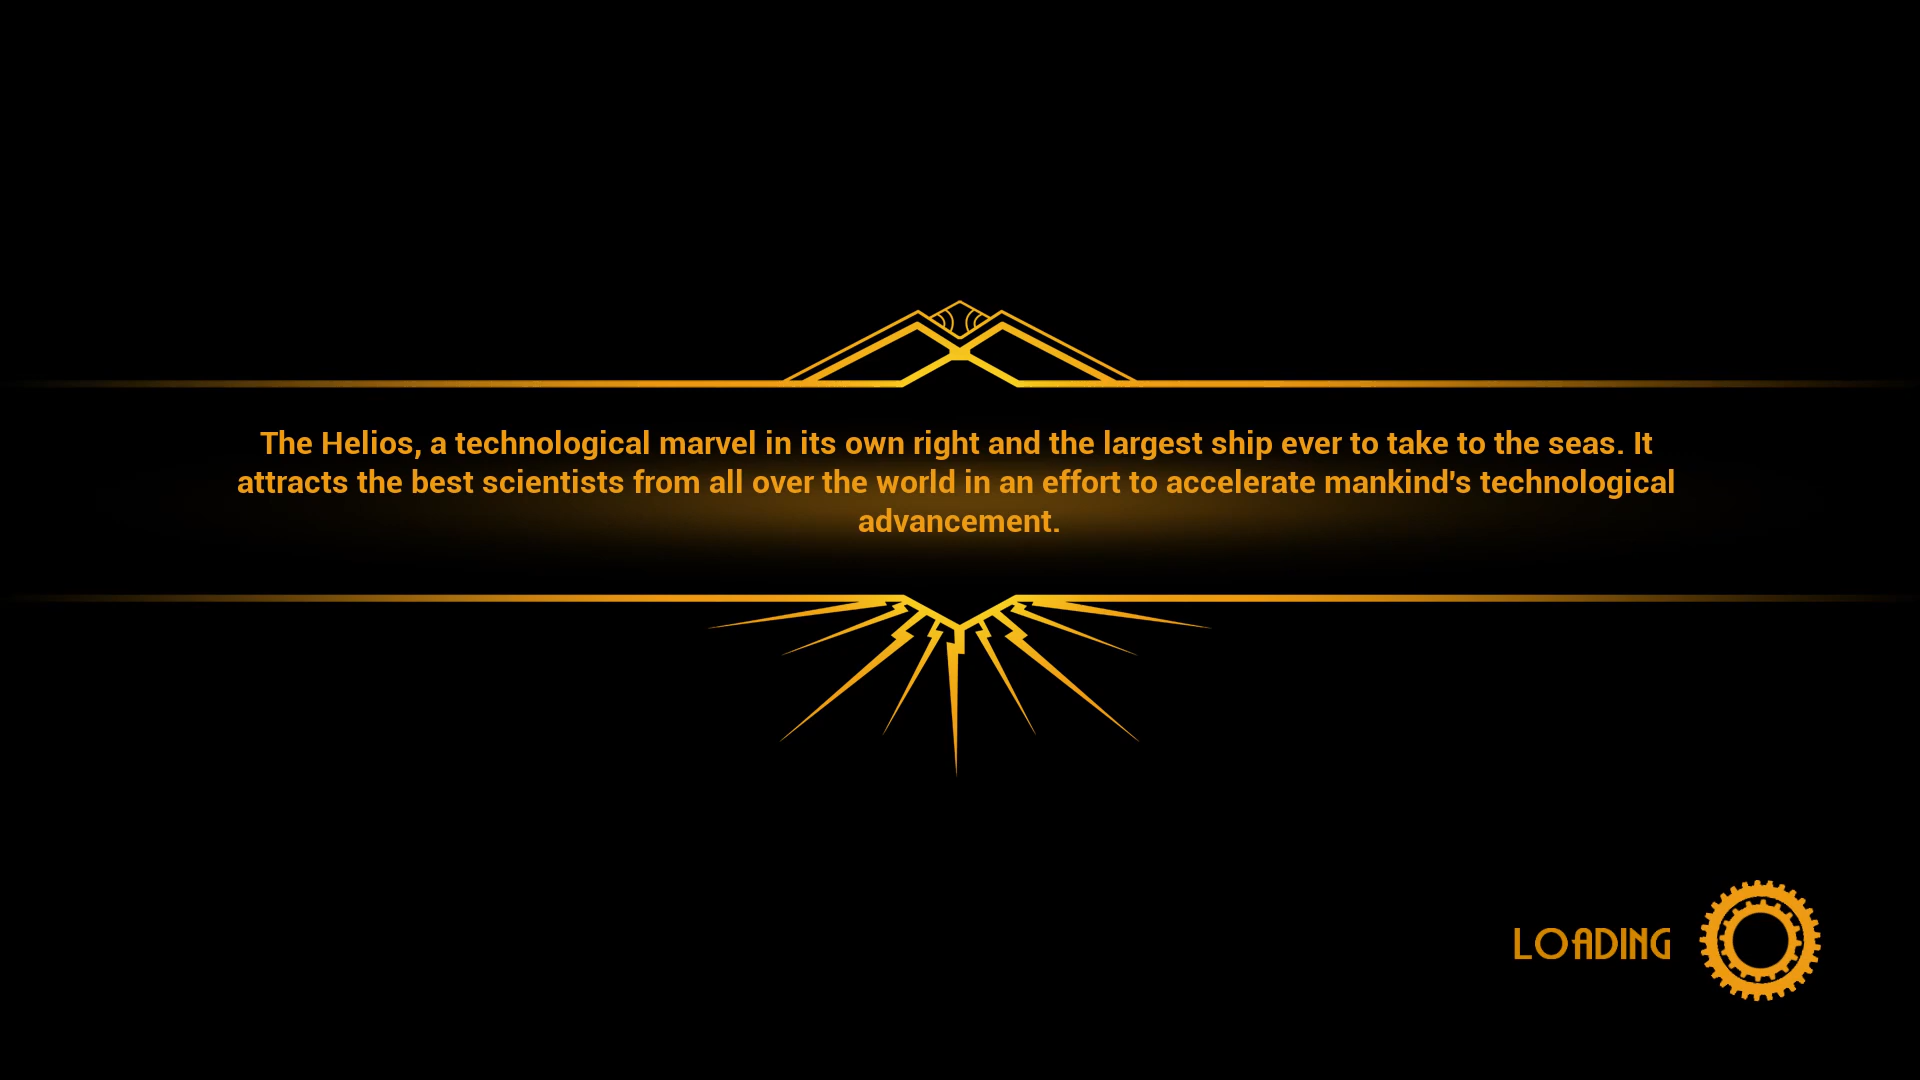 The Helios, a technological marvel in its own right and the largest ship ever to take to the seas. It
attracts the best scientists from all over the world in an effort to accelerate mankind's technological
advancement.
LOADING